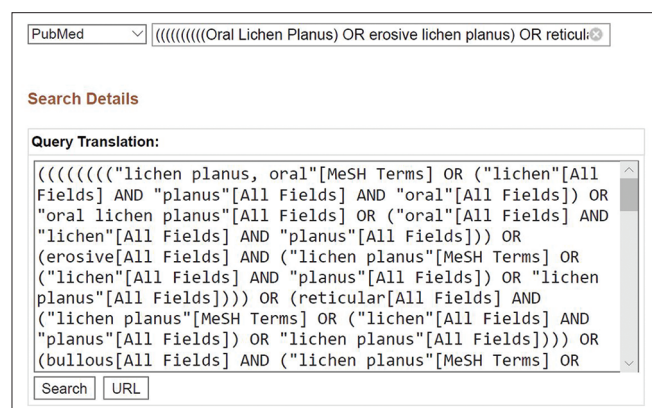 PubMed ((((((((((Oral Lichen Planus) OR erosive lichen planus) OR reticul
Search Details
Query Translation:
(((((((("lichen planus, oral"[MeSH Terms] OR ("lichen"[All
Fields] AND "planus"[All Fields] AND "oral"[All Fields]) OR
"oral lichen planus"[All Fields] OR ("oral"[All Fields] AND
"lichen"[All Fields] AND "planus"[All Fields])) OR
(erosive[All Fields] AND ("lichen planus"[MeSH Terms] OR
("lichen"[All Fields] AND "planus"[All Fields]) OR "lichen
planus"[All Fields]))) OR (reticular[All Fields] AND
("lichen planus"[MeSH Terms] OR ("lichen"[All Fields] AND
"planus"[All Fields]) OR "lichen planus"[All Fields]))) OR
(bullous[All Fields] AND ("lichen planus"[MeSH Terms] OR
Search URL